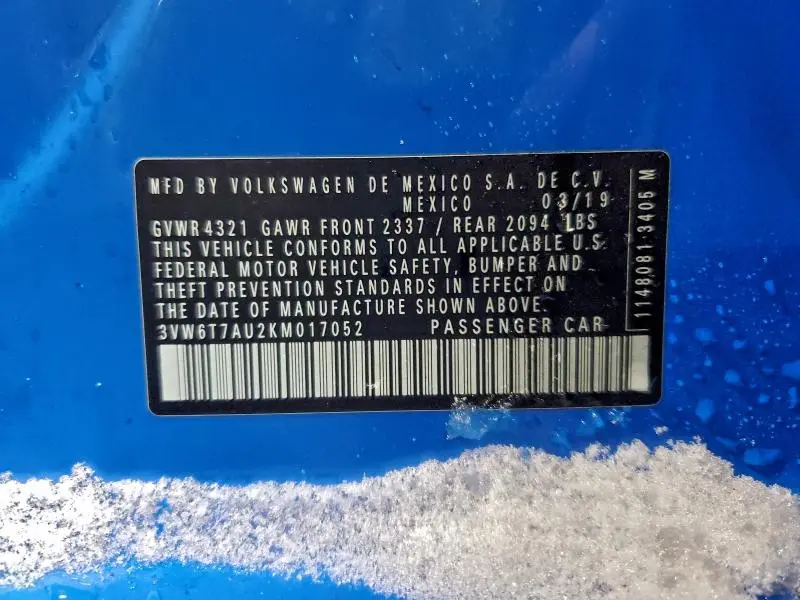 MFD BY VOLKSWAGEN DE MEXICO S.A. DE C.V.
MEXICO 03/19
GVWR 4321 GAWR FRONT 2337 / REAR 2094 LBS
THIS VEHICLE CONFORMS TO ALL APPLICABLE U.S.
FEDERAL MOTOR VEHICLE SAFETY, BUMPER AND
THEFT PREVENTION STANDARDS IN EFFECT ON
THE DATE OF MANUFACTURE SHOWN ABOVE.
3VW6T7AU2KM017052 PASSENGER CAR
1148081 3405 M